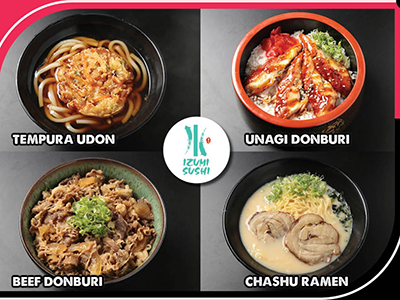 TEMPURA UDON
UNAGI DONBURI
IZUMI
SUSHI
BEEF DONBURI
CHASHU RAMEN